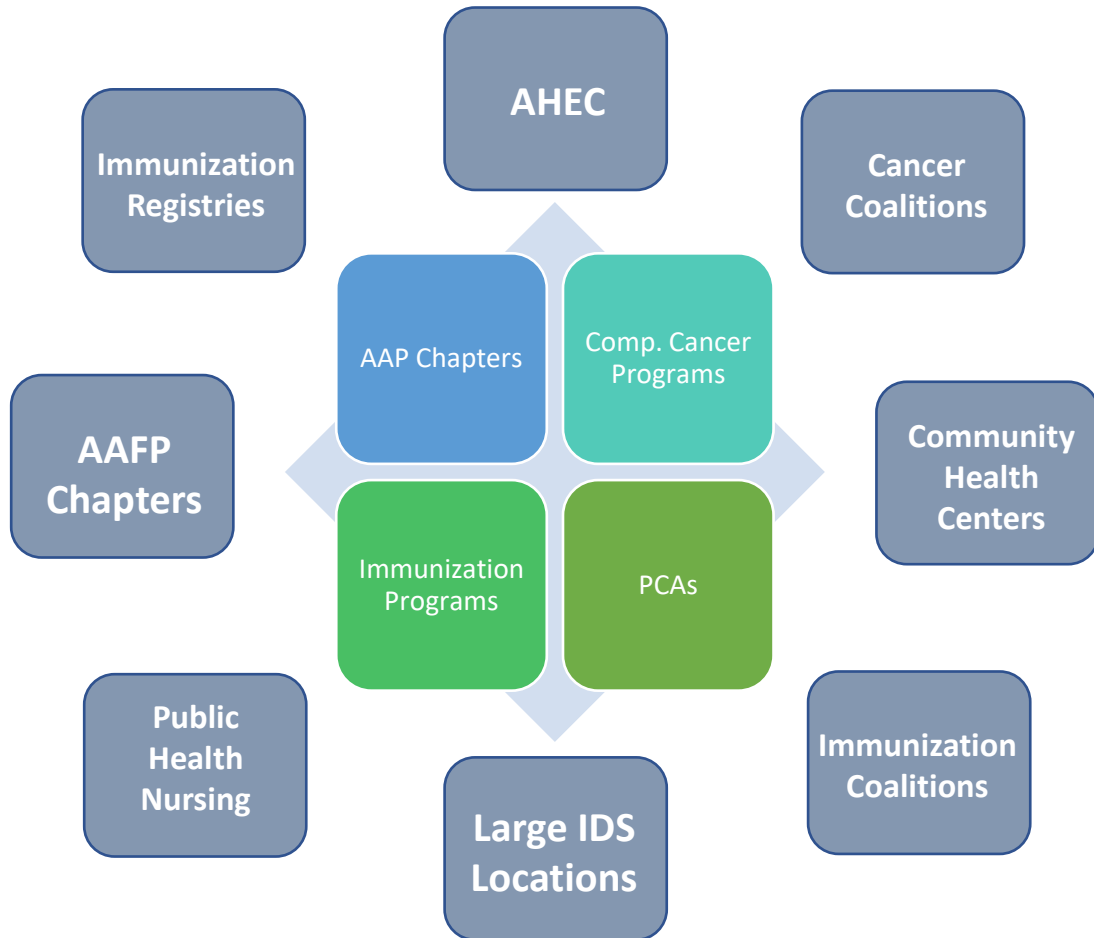 AHEC
Immunization
Registries
Cancer
Coalitions
AAP Chapters
Comp. Cancer
Programs
AAFP
Chapters
Community
Health
Centers
Immunization
Programs
PCAs
Public
Health
Nursing
Immunization
Coalitions
Large IDS
Locations